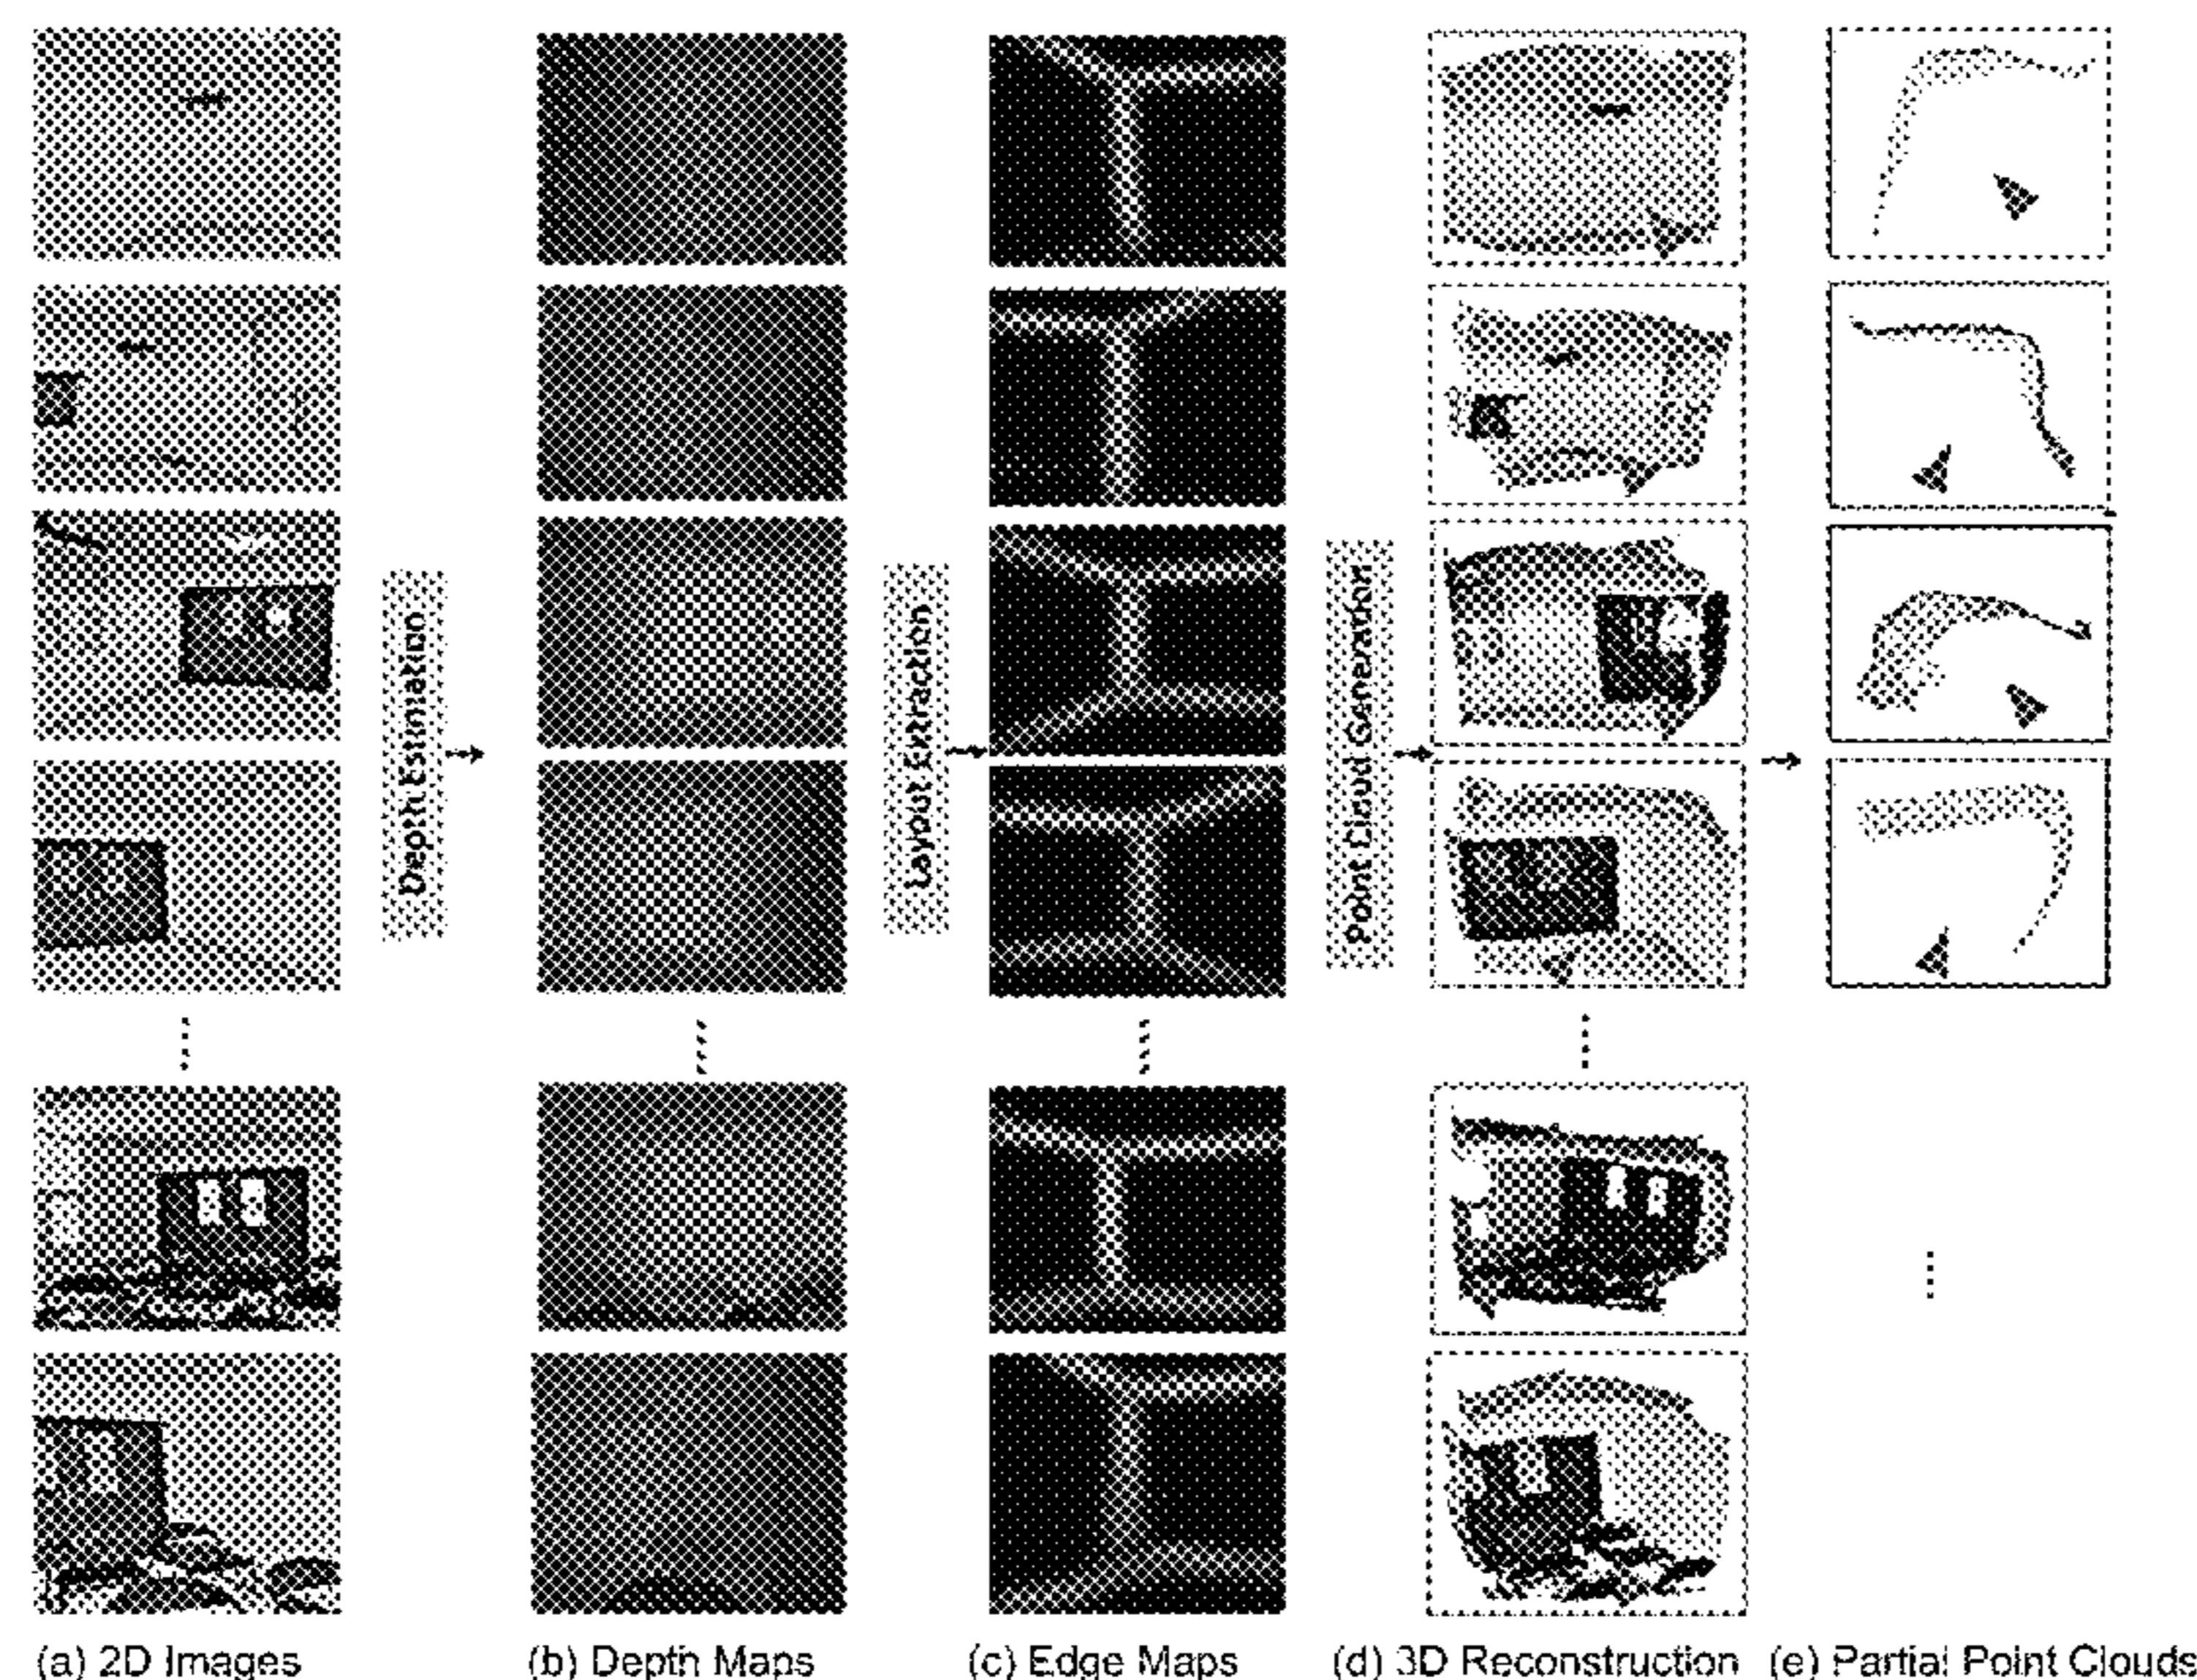 Depth Estimation
Layout Extraction
Point Cloud Generation
(a) 2D Images
(b) Depth Maps
(c) Edge Maps
(d) 3D Reconstruction
(e) Partial Point Clouds